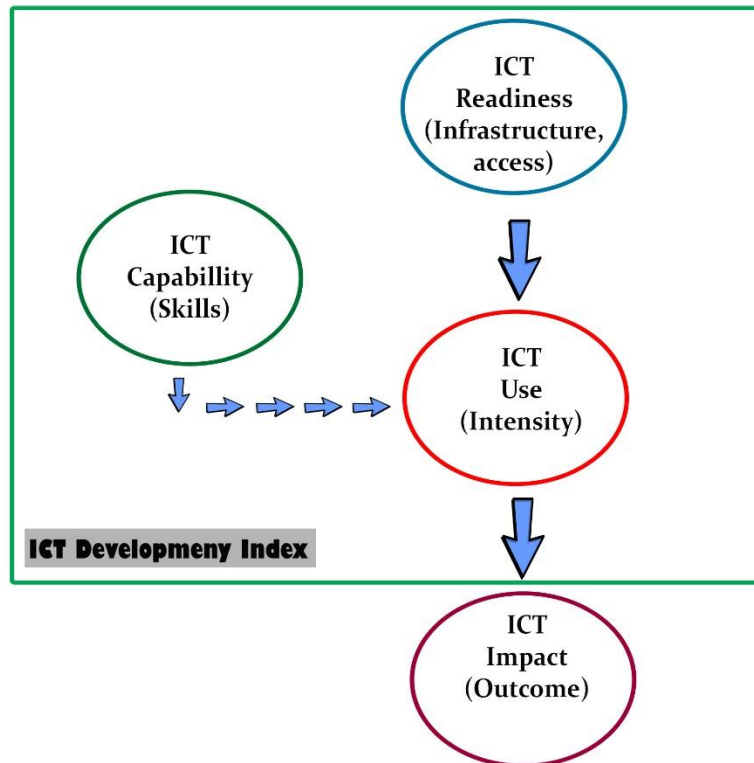 ICT
Readiness
(Infrastructure,
access)
ICT
Capabillity
(Skills)
ICT
Use
(Intensity)
ICT Developmeny Index
ICT
Impact
(Outcome)